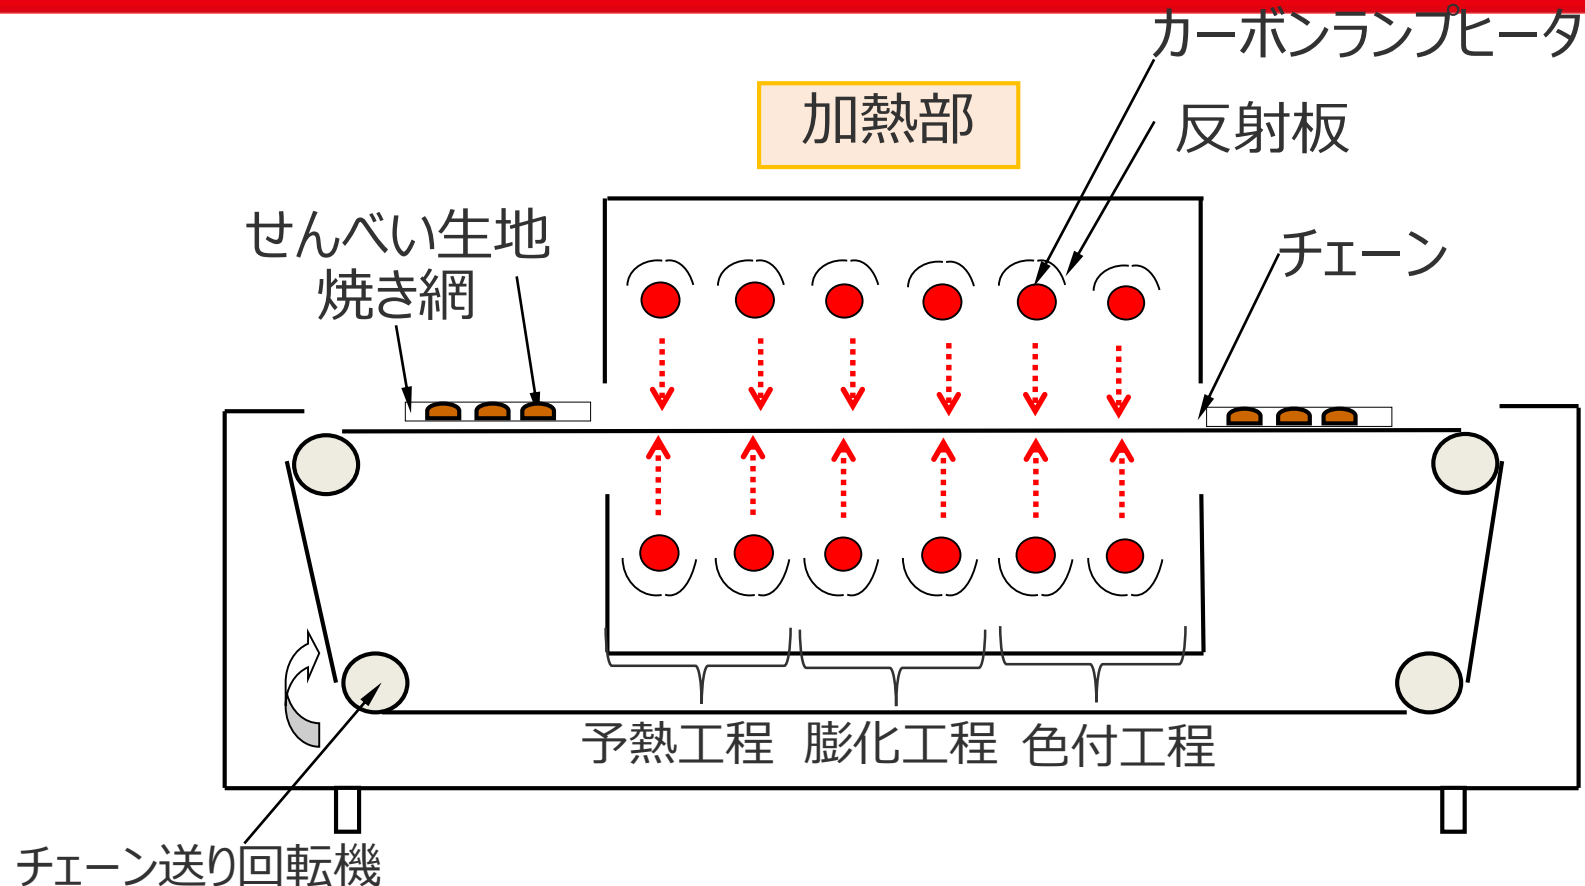 カーボンランプヒータ
加熱部
反射板
せんべい生地
焼き網
チェーン
予熱工程 膨化工程 色付工程
チェーン送り回転機